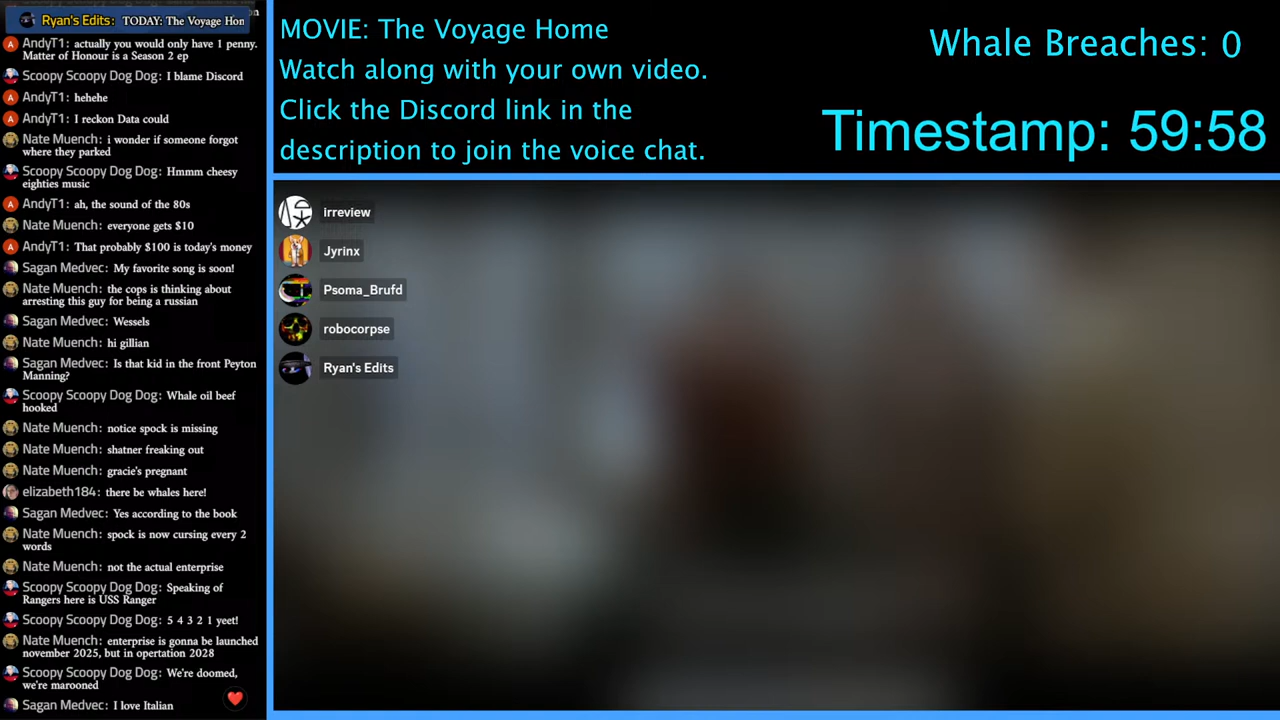 Ryan's Edits: TODAY: The Voyage Hon
AndyT1: actually you would only have 1 penny.
Matter of Honour is a Season 2 ep
Scoopy Scoopy Dog Dog: I blame Discord
AndyT1: hehehe
AndyT1: I reckon Data could
Nate Muench: i wonder if someone forgot
where they parked
Scoopy Scoopy Dog Dog: Hmmm cheesy
eighties music
AndyT1: ah, the sound of the 80s
Nate Muench: everyone gets $10
AndyT1: That probably $100 is today's money
Sagan Medvec: My favorite song is soon!
Nate Muench: the cops is thinking about
arresting this guy for being a russian
Sagan Medvec: Wessels
Nate Muench: hi gillian
Sagan Medvec: Is that kid in the front Peyton
Manning?
Scoopy Scoopy Dog Dog: Whale oil beef
hooked
Nate Muench: notice spock is missing
Nate Muench: shatner freaking out
Nate Muench: gracie's pregnant
elizabeth184: there be whales here!
Sagan Medvec: Yes according to the book
Nate Muench: spock is now cursing every 2
words
Nate Muench: not the actual enterprise
Scoopy Scoopy Dog Dog: Speaking of
Rangers here is USS Ranger
Scoopy Scoopy Dog Dog: 5 4 3 2 1 yeet!
Nate Muench: enterprise is gonna be launched
november 2025, but in opertation 2028
Scoopy Scoopy Dog Dog: We're doomed,
we're marooned
Sagan Medvec: I love Italian
MOVIE: The Voyage Home
Watch along with your own video.
Click the Discord link in the
description to join the voice chat.
Whale Breaches: 0
Timestamp: 59:58
irreview
Jyrinx
Psoma_Brufd
robocorpse
Ryan's Edits